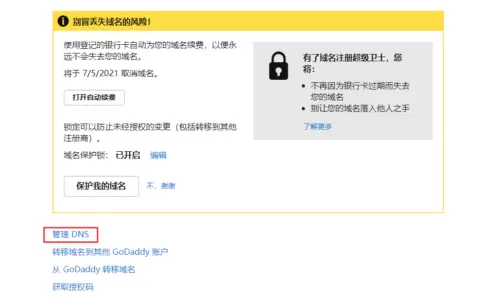 别冒丢失域名的风险!
使用登记的银行卡自动为您的域名续费,以便永
远不会失去您的域名。
将于 7/5/2021 取消域名。
打开自动续费
锁定可以防止未经授权的变更(包括转移到其他
注册商)。
域名保护锁: 已开启 编辑
保护我的域名 不,谢谢
有了域名注册超级卫士,您
将:
• 不再因为银行卡过期而失去
您的域名
• 别让您的域名落入他人之手
了解更多
管理 DNS
转移域名到其他 GoDaddy 账户
从 GoDaddy 转移域名
获取授权码